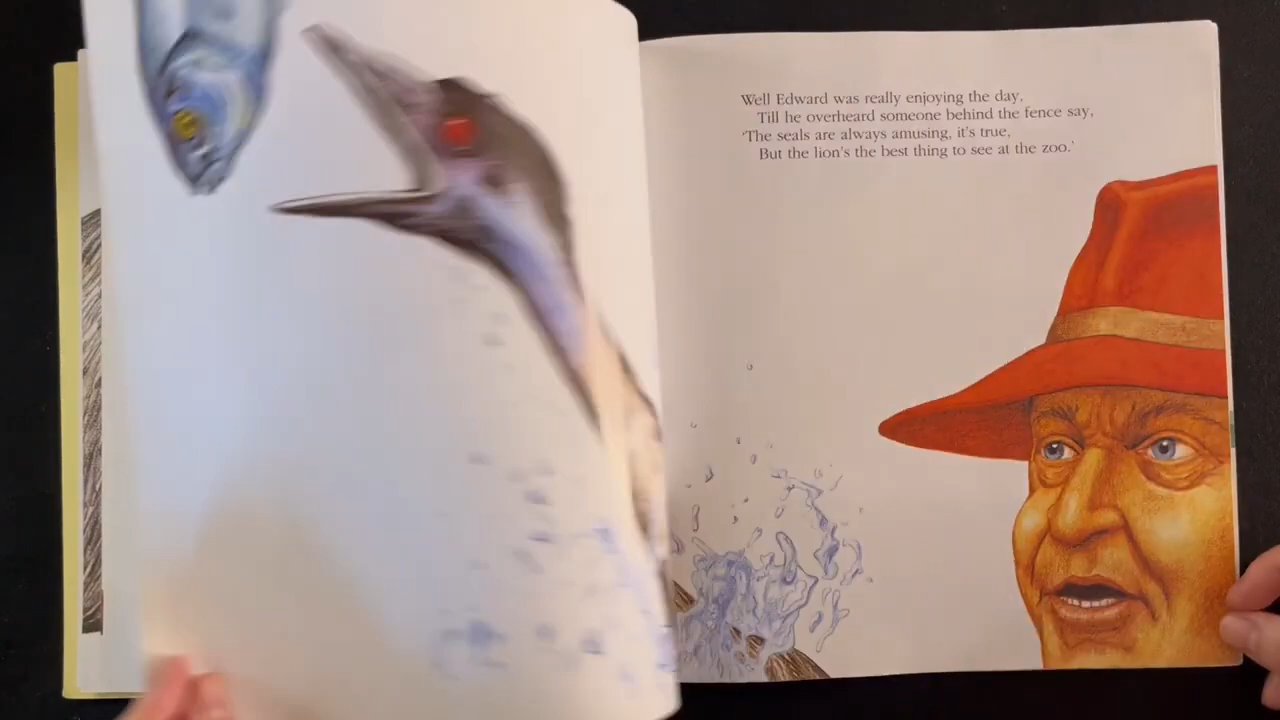 Well Edward was really enjoying the day,
Till he overheard someone behind the fence say,
'The seals are always amusing, it's true,
But the lion's the best thing to see at the zoo.'